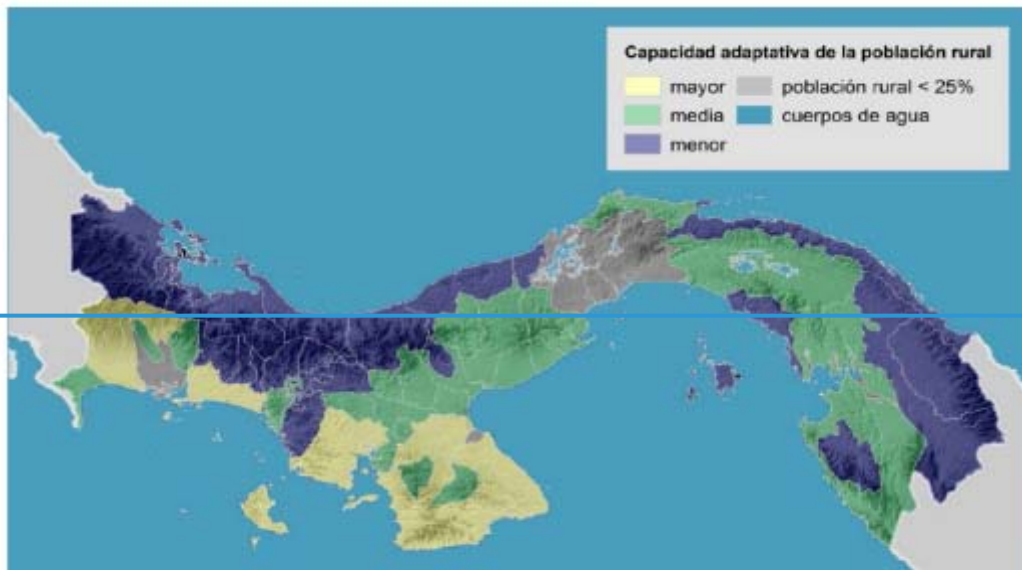 Capacidad adaptativa de la población rural
mayor
población rural < 25%
media
cuerpos de agua
menor